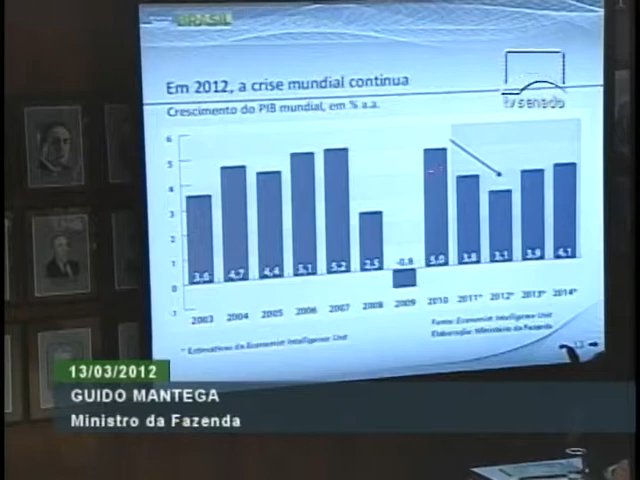 BRASIL
Em 2012, a crise mundial continua
tv senado
Crescimento do PIB mundial, em % a.a.
6
5
4
3
2
1
0
-1
3,6 4,7 4,4 5,1 5,2 2,5 -0,8 5,0 3,8 3,1 3,9 4,1
2003 2004 2005 2006 2007 2008 2009 2010 2011* 2012* 2013* 2014*
* Estimativas da Economist Intelligence Unit
Fonte: Economist Intelligence Unit
Elaboração: Ministério da Fazenda
13/03/2012
GUIDO MANTEGA
Ministro da Fazenda